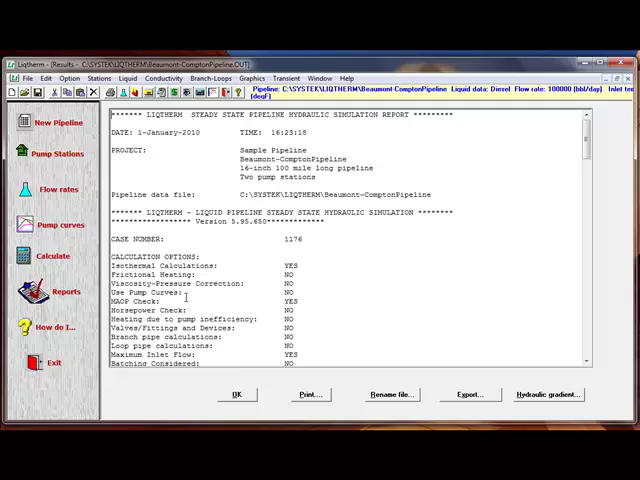 Liqtherm - [Results - C:\SYSTEK\LIQTHERM\Beaumont-ComptonPipeline.OUT]
File Edit Option Stations Liquid Conductivity Branch-Loops Graphics Transient Window Help
Pipeline: C:\SYSTEK\LIQTHERM\Beaumont-ComptonPipeline Liquid data: Diesel Flow rate: 100000 (bbl/day) Inlet tem
(degF)
New Pipeline
Pump Stations
Flow rates
Pump curves
Calculate
Reports
How do I...
Exit
******* LIQTHERM STEADY STATE PIPELINE HYDRAULIC SIMULATION REPORT *********
DATE: 1-January-2010 TIME: 16:23:18
PROJECT: Sample Pipeline
Beaumont-ComptonPipeline
16-inch 100 mile long pipeline
Two pump stations
Pipeline data file: C:\SYSTEK\LIQTHERM\Beaumont-ComptonPipeline
******* LIQTHERM - LIQUID PIPELINE STEADY STATE HYDRAULIC SIMULATION ********
***************** Version 5.95.650************
CASE NUMBER: 1176
CALCULATION OPTIONS:
Isothermal Calculations: YES
Frictional Heating: NO
Viscosity-Pressure Correction: NO
Use Pump Curves: NO
MAOP Check: YES
Horsepower Check: NO
Heating due to pump inefficiency: NO
Valves/Fittings and Devices: NO
Branch pipe calculations: NO
Loop pipe calculations: NO
Maximum Inlet Flow: YES
Batching Considered: NO
OK Print.... Rename file... Export... Hydraulic gradient...